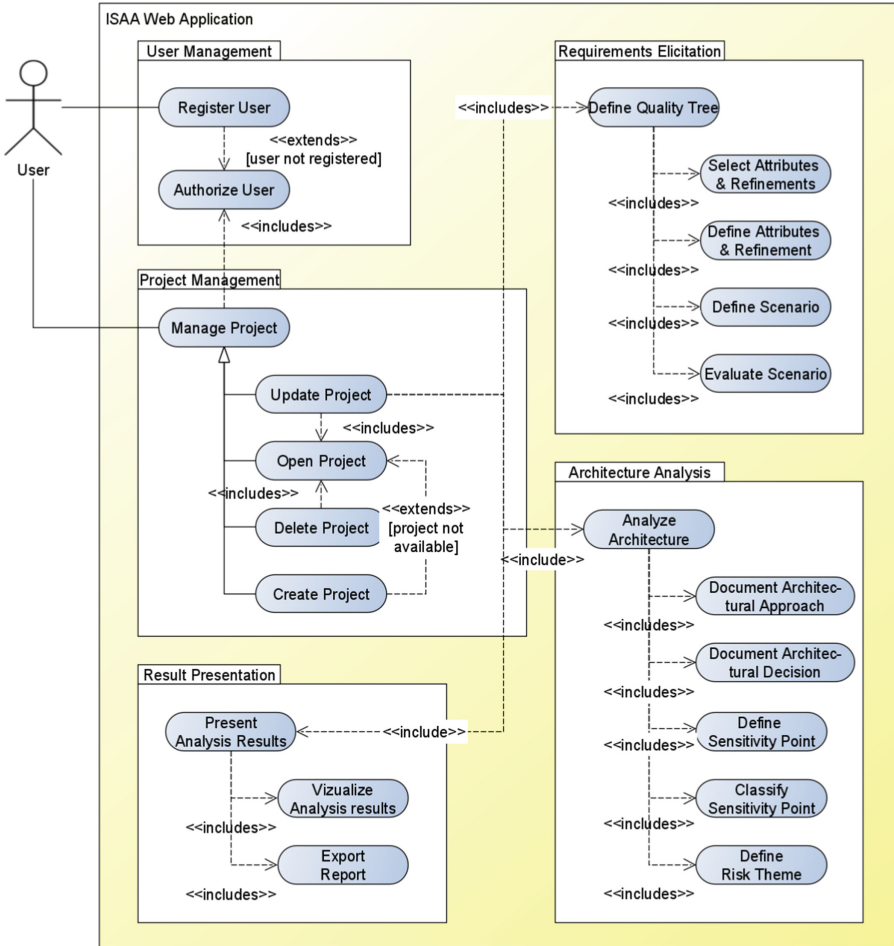 ISAA Web Application
User Management
Register User
<<extends>>
[user not registered]
Authorize User
<<includes>>
User
Project Management
Manage Project
Update Project
<<includes>>
Open Project
<<includes>>
<<extends>>
[project not
available]
Delete Project
Create Project
Result Presentation
Present
Analysis Results
<<include>>
Vizualize
Analysis results
<<includes>>
Export
Report
<<includes>>
Requirements Elicitation
<<includes>>
Define Quality Tree
Select Attributes
& Refinements
<<includes>>
Define Attributes
& Refinement
<<includes>>
Define Scenario
<<includes>>
Evaluate Scenario
<<includes>>
Architecture Analysis
Analyze
Architecture
<<include>>
Document Architec-
tural Approach
<<includes>>
Document Architec-
tural Decision
<<includes>>
Define
Sensitivity Point
<<includes>>
Classify
Sensitivity Point
<<includes>>
Define
Risk Theme
<<includes>>